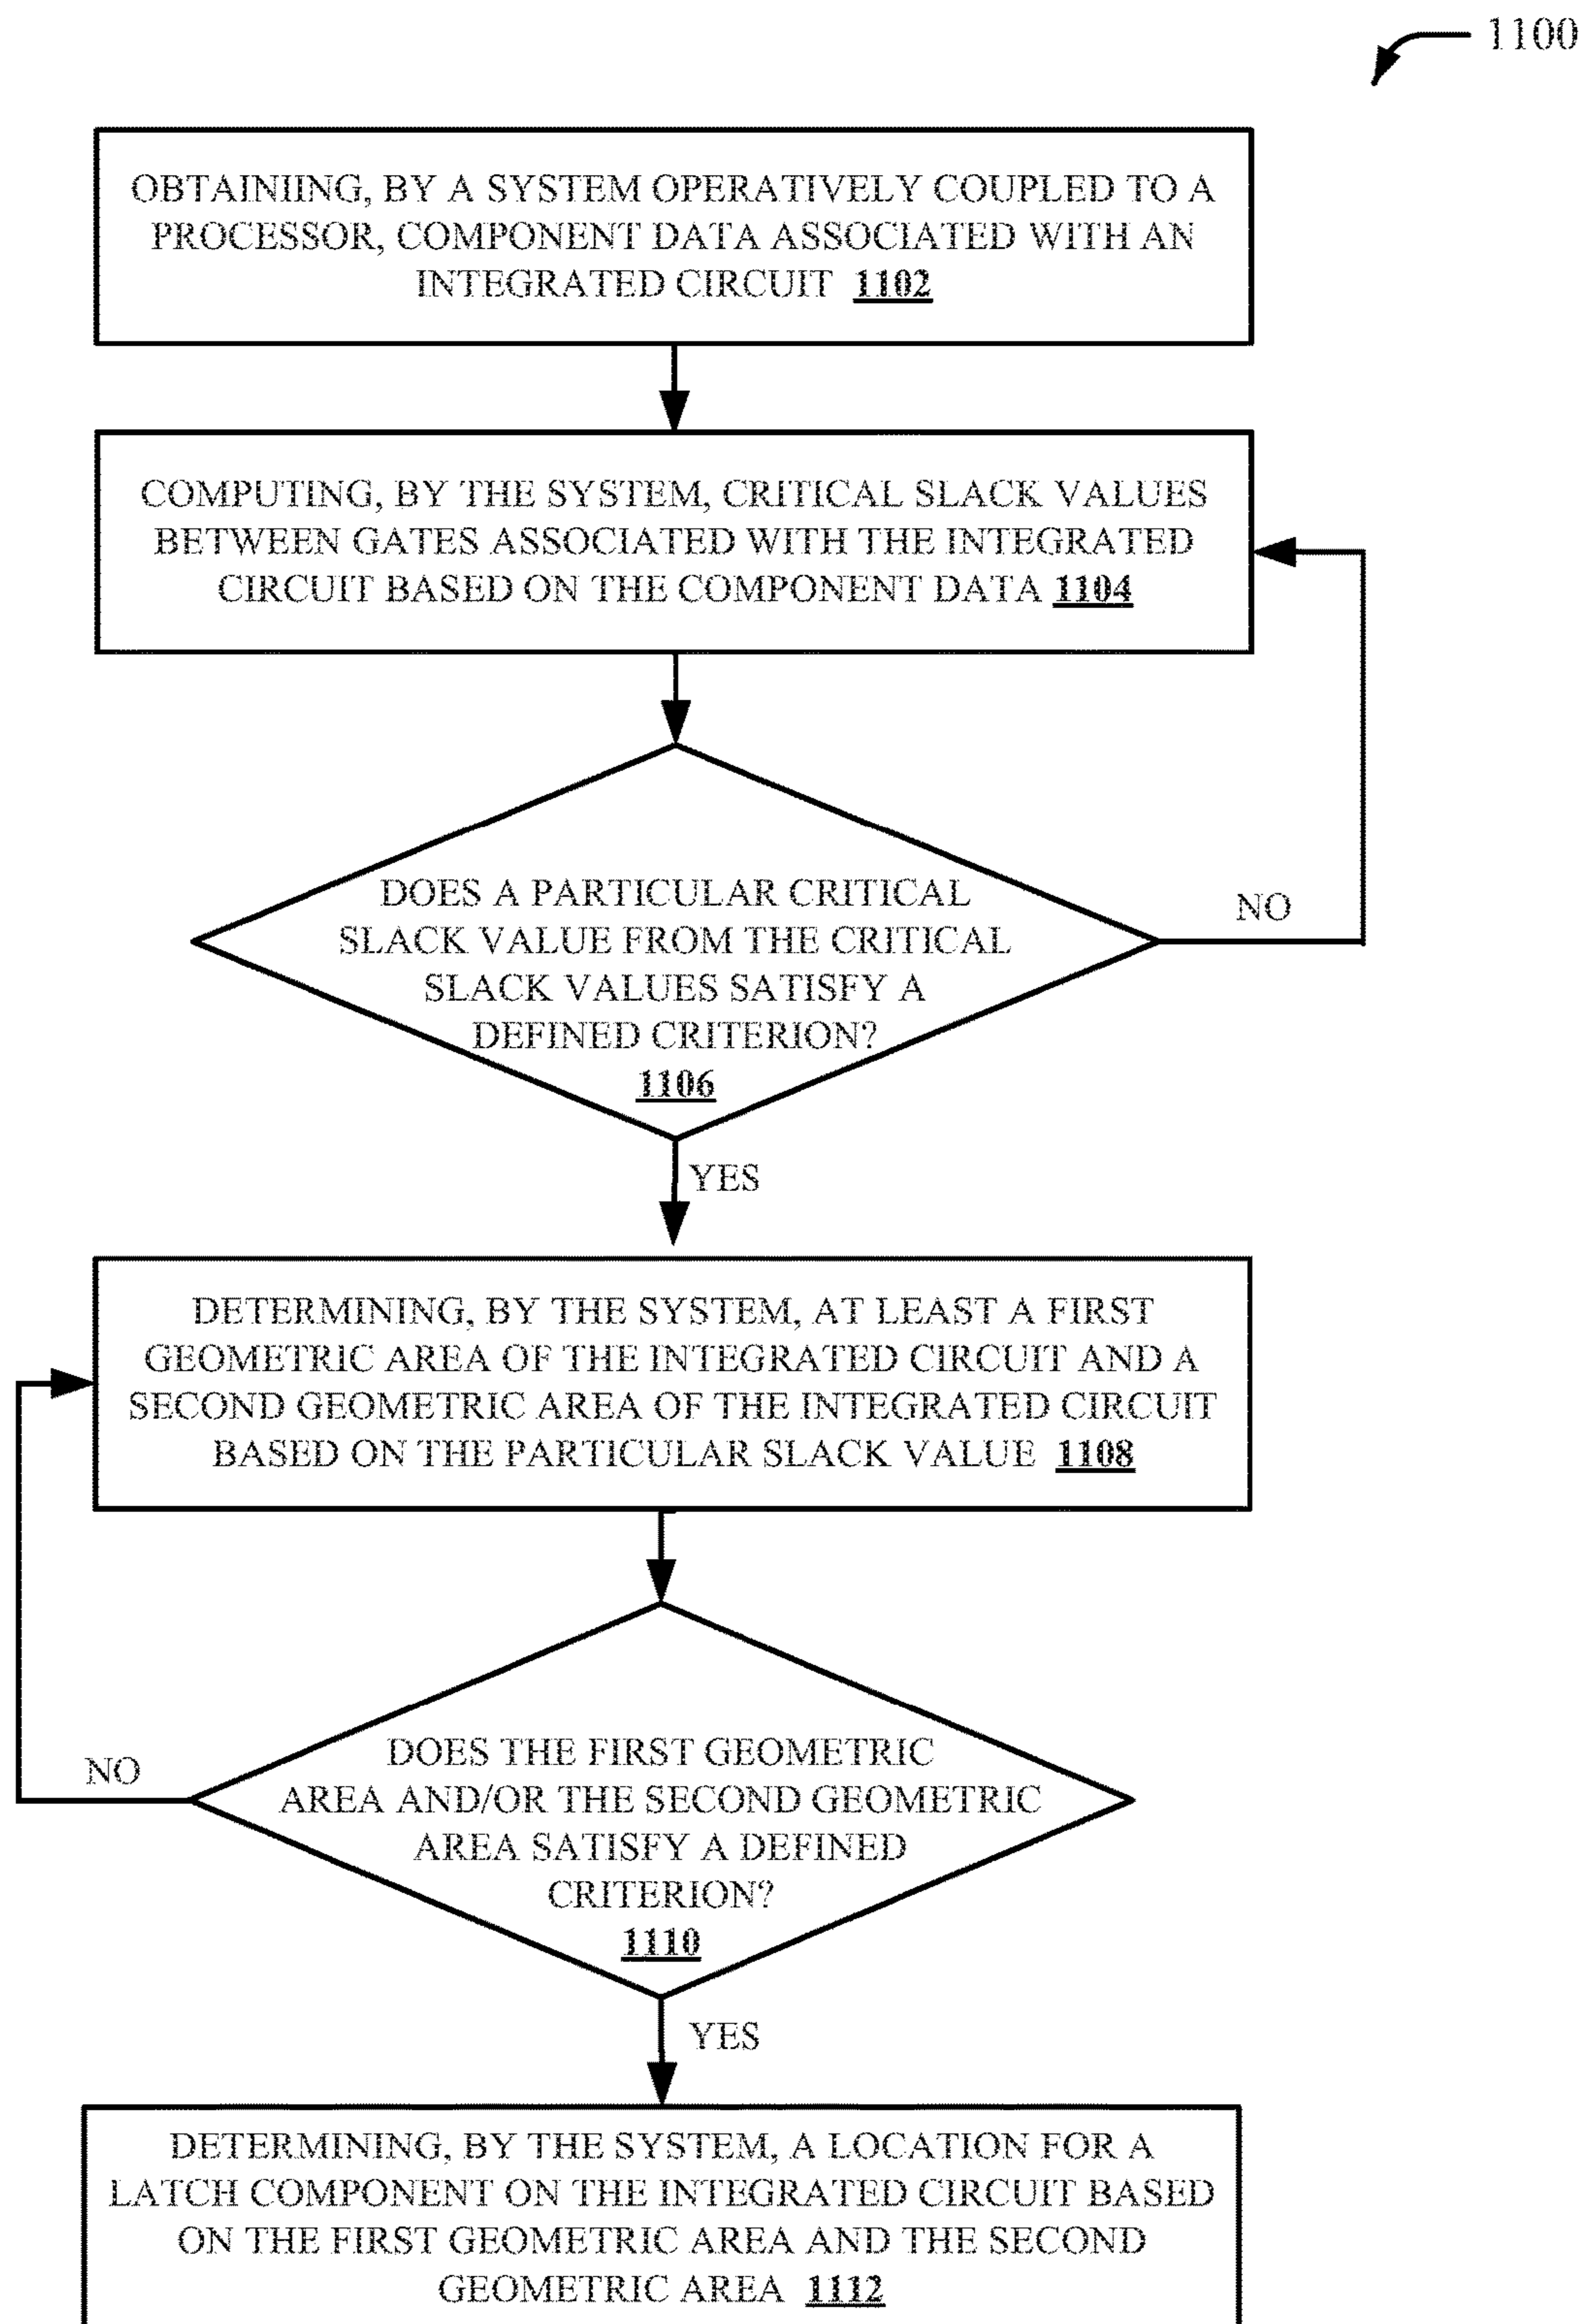 1100
OBTAINIING, BY A SYSTEM OPERATIVELY COUPLED TO A
PROCESSOR, COMPONENT DATA ASSOCIATED WITH AN
INTEGRATED CIRCUIT 1102
COMPUTING, BY THE SYSTEM, CRITICAL SLACK VALUES
BETWEEN GATES ASSOCIATED WITH THE INTEGRATED
CIRCUIT BASED ON THE COMPONENT DATA 1104
DOES A PARTICULAR CRITICAL
SLACK VALUE FROM THE CRITICAL
SLACK VALUES SATISFY A
DEFINED CRITERION?
1106
NO
YES
DETERMINING, BY THE SYSTEM, AT LEAST A FIRST
GEOMETRIC AREA OF THE INTEGRATED CIRCUIT AND A
SECOND GEOMETRIC AREA OF THE INTEGRATED CIRCUIT
BASED ON THE PARTICULAR SLACK VALUE 1108
DOES THE FIRST GEOMETRIC
AREA AND/OR THE SECOND GEOMETRIC
AREA SATISFY A DEFINED
CRITERION?
1110
NO
YES
DETERMINING, BY THE SYSTEM, A LOCATION FOR A
LATCH COMPONENT ON THE INTEGRATED CIRCUIT BASED
ON THE FIRST GEOMETRIC AREA AND THE SECOND
GEOMETRIC AREA 1112